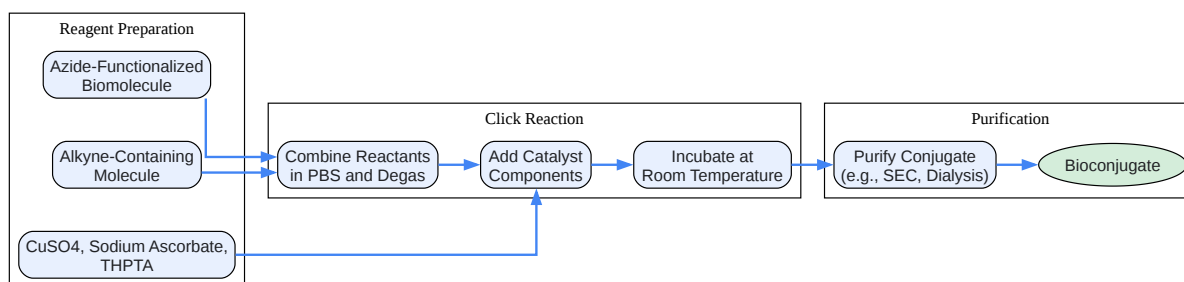 Reagent Preparation
Azide-Functionalized
Biomolecule
Alkyne-Containing
Molecule
CuSO4, Sodium Ascorbate,
THPTA
Click Reaction
Combine Reactants
in PBS and Degas
Add Catalyst
Components
Incubate at
Room Temperature
Purification
Purify Conjugate
(e.g., SEC, Dialysis)
Bioconjugate